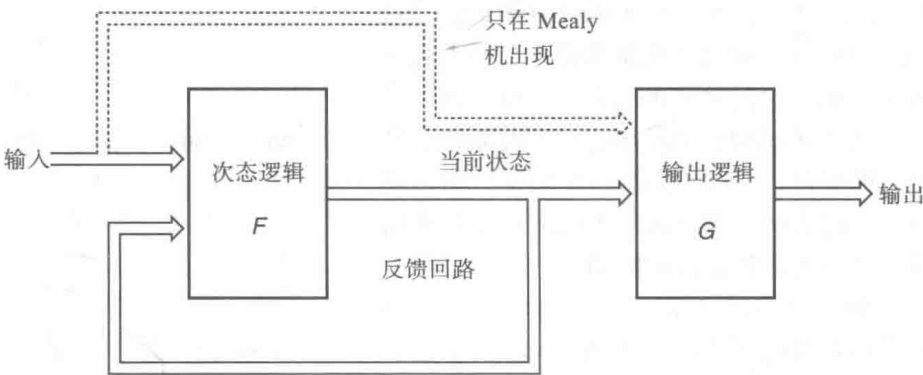 只在 Mealy
机出现
输入
次态逻辑
F
当前状态
输出逻辑
G
输出
反馈回路